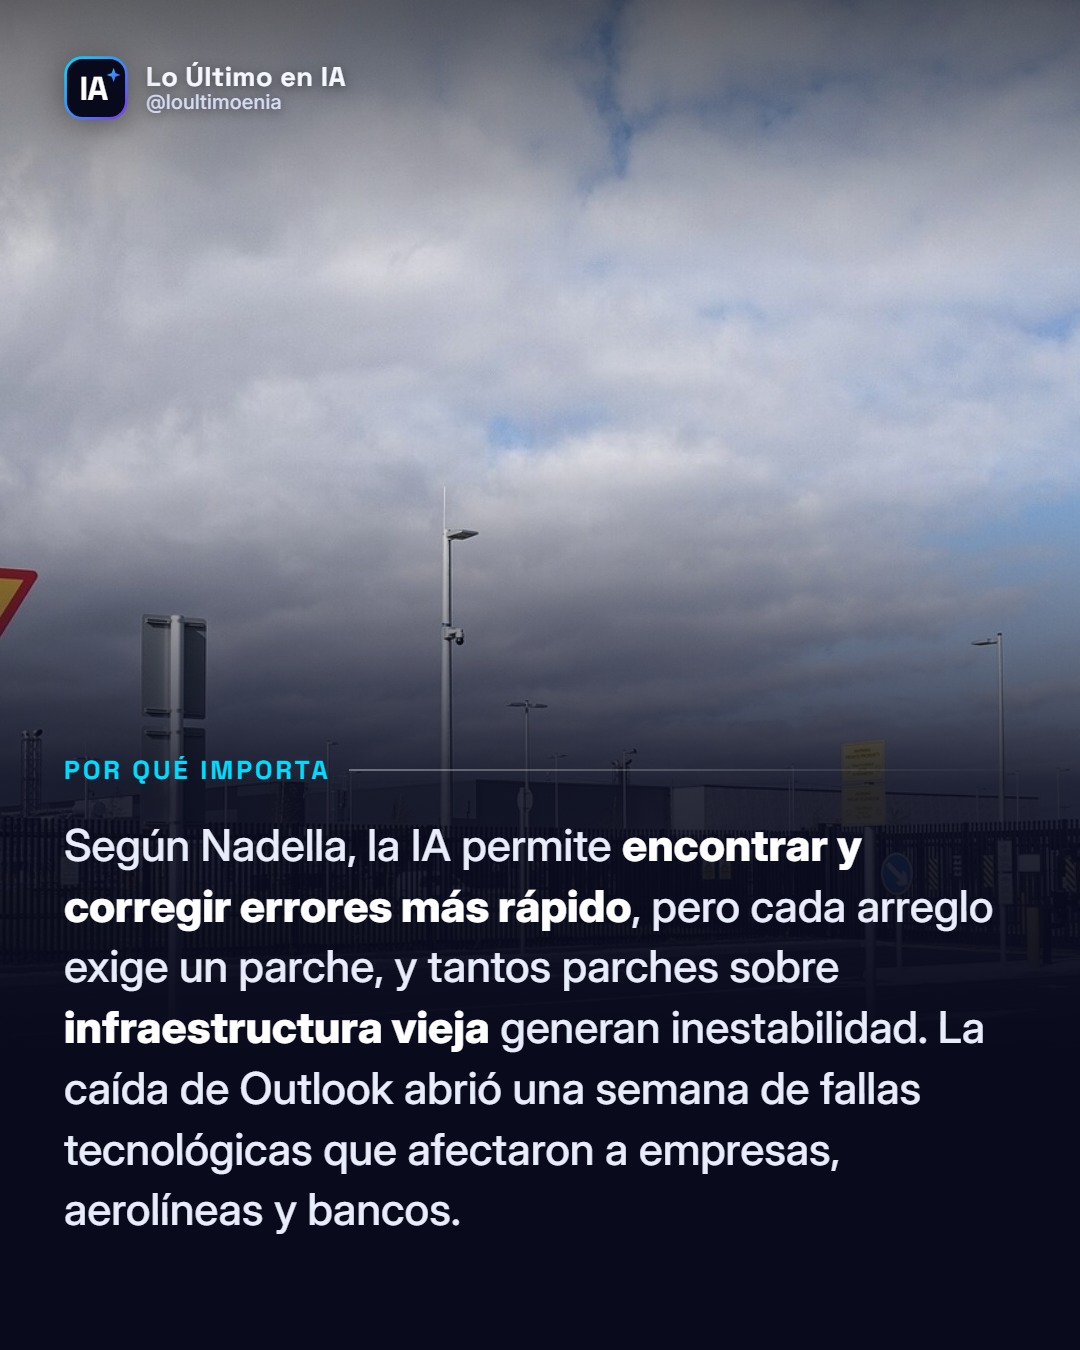 IA
Lo Último en IA
@loultimoenia
POR QUÉ IMPORTA
Según Nadella, la IA permite encontrar y
corregir errores más rápido, pero cada arreglo
exige un parche, y tantos parches sobre
infraestructura vieja generan inestabilidad. La
caída de Outlook abrió una semana de fallas
tecnológicas que afectaron a empresas,
aerolíneas y bancos.